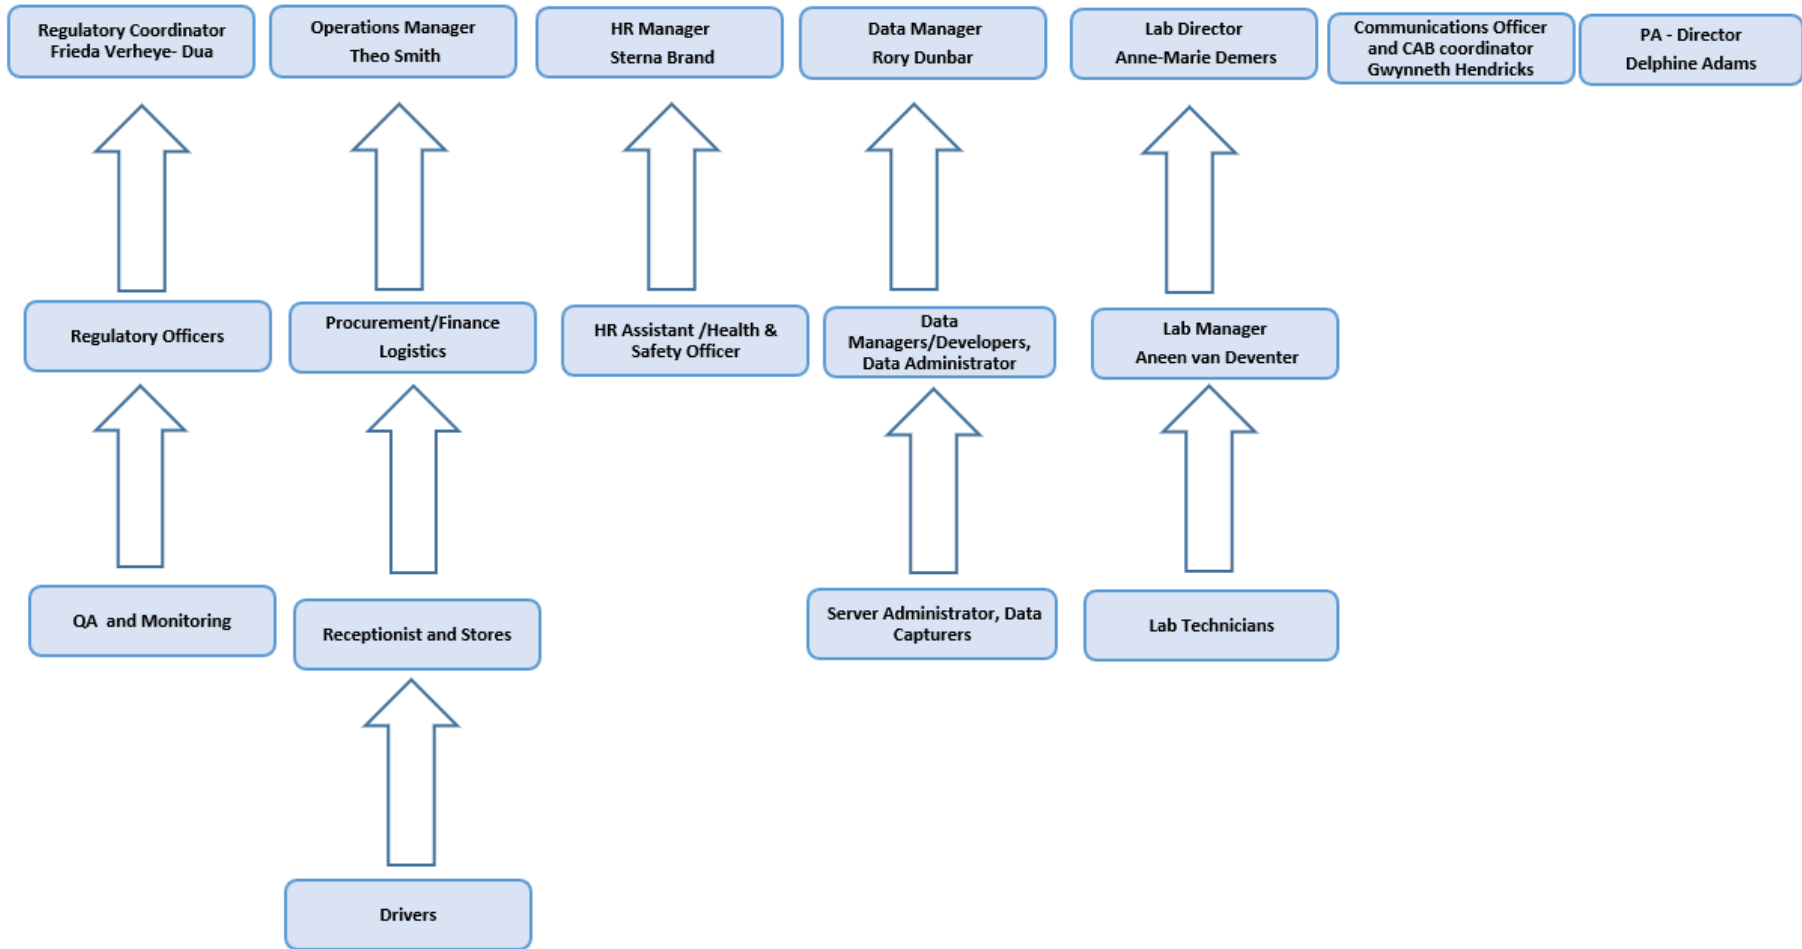 Regulatory Coordinator
Frieda Verheye- Dua
Operations Manager
Theo Smith
HR Manager
Sterna Brand
Data Manager
Rory Dunbar
Lab Director
Anne-Marie Demers
Communications Officer
and CAB coordinator
Gwynneth Hendricks
PA - Director
Delphine Adams
Regulatory Officers
Procurement/Finance
Logistics
HR Assistant /Health &
Safety Officer
Data
Managers/Developers,
Data Administrator
Lab Manager
Aneen van Deventer
QA and Monitoring
Receptionist and Stores
Server Administrator, Data
Capturers
Lab Technicians
Drivers